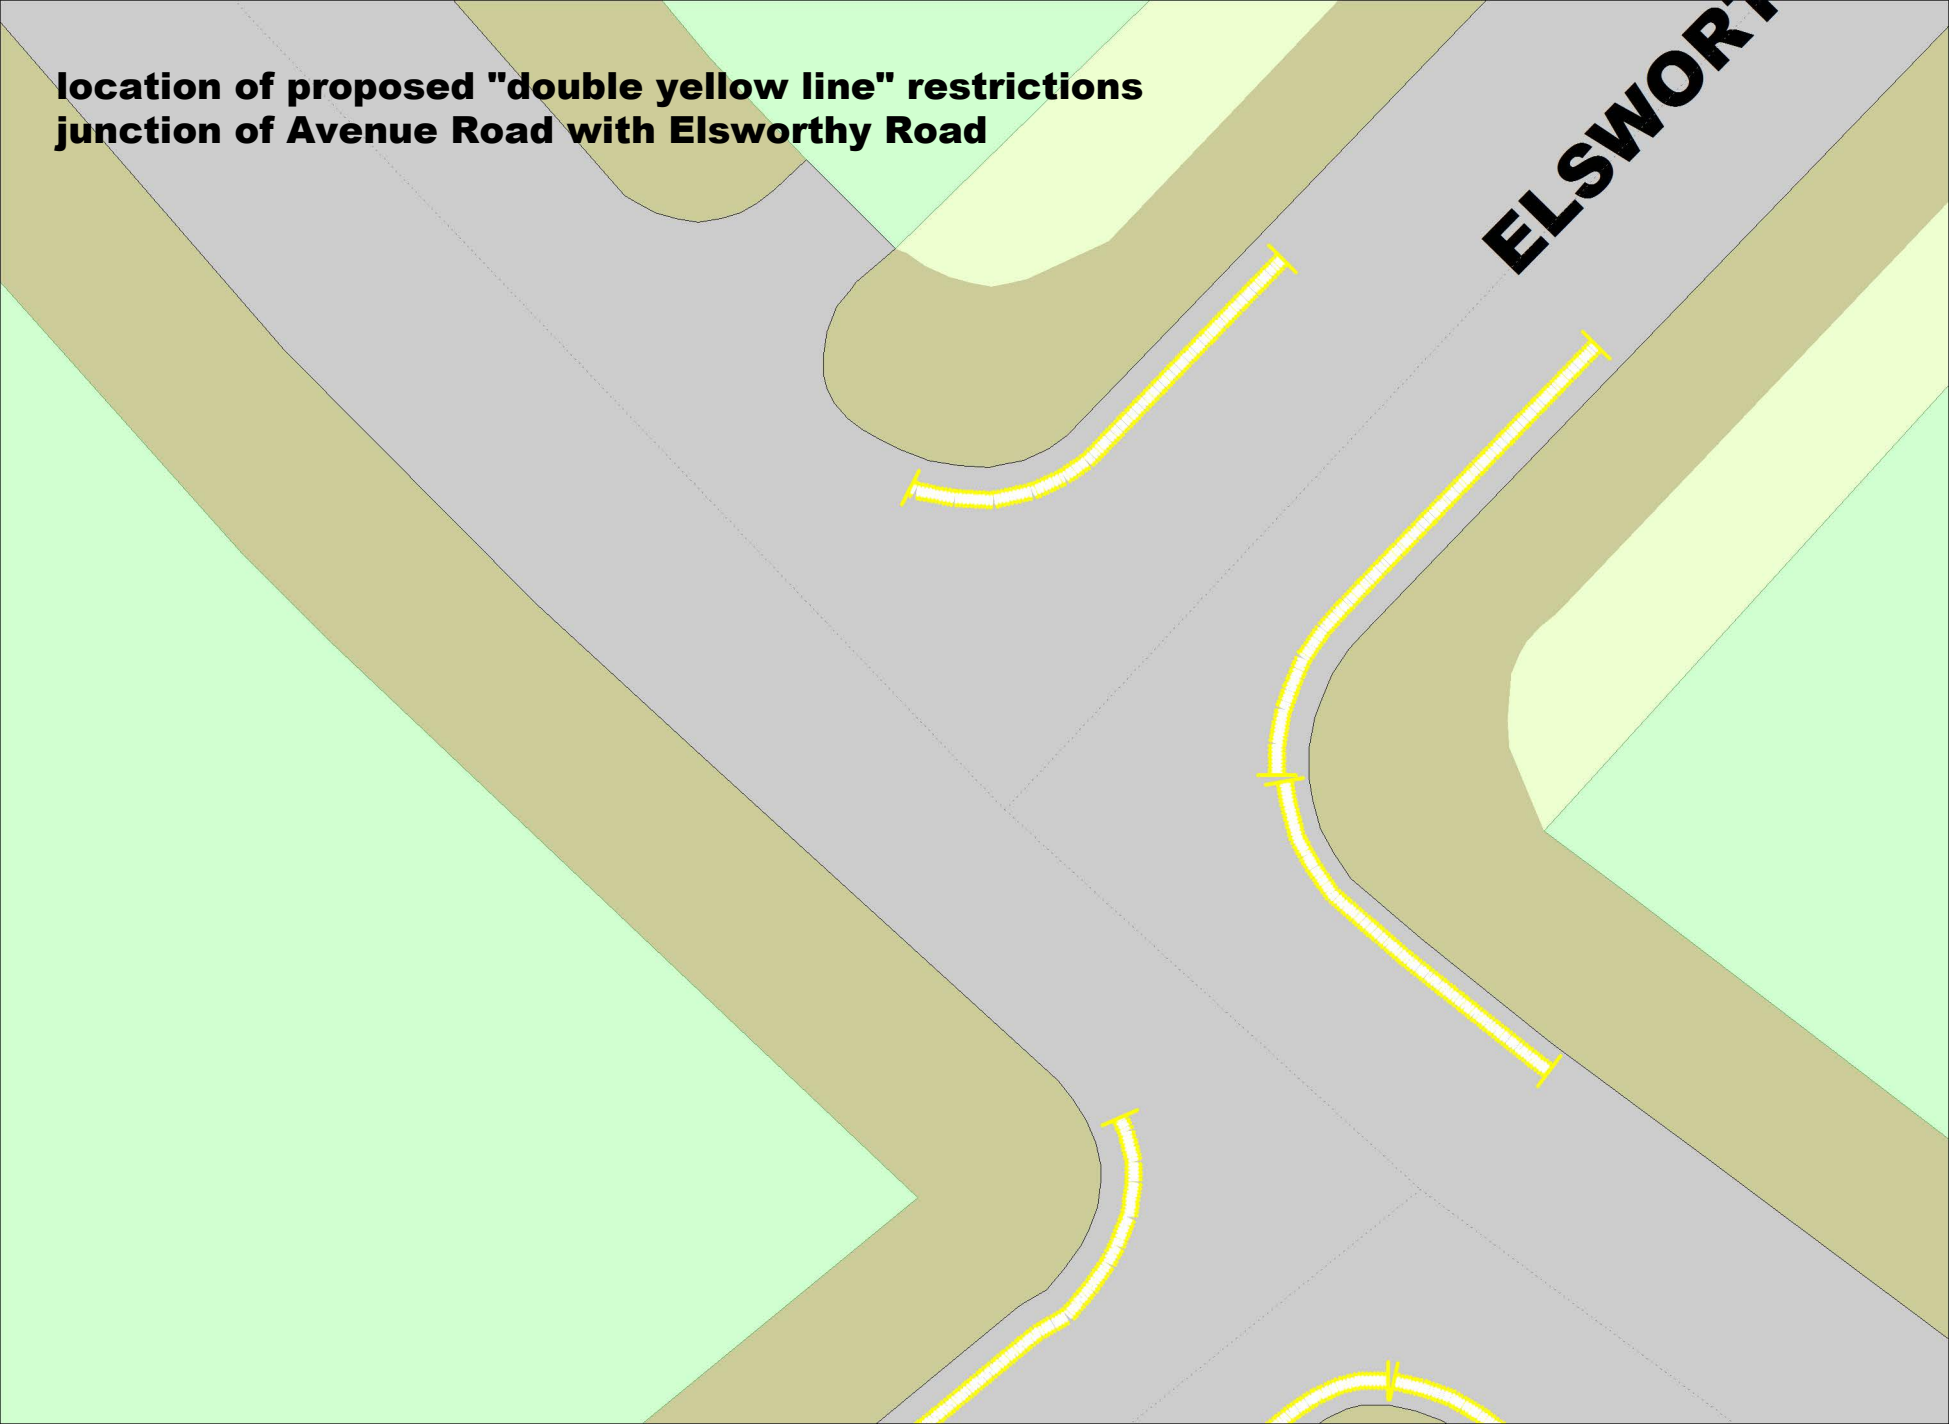 location of proposed "double yellow line" restrictions
junction of Avenue Road with Elsworthy Road
ELSWORT